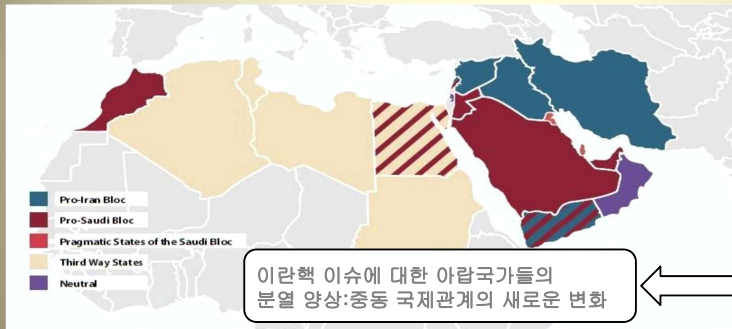 Pro-Iran Bloc
Pro-Saudi Bloc
Pragmatic States of the Saudi Bloc
Third Way States
Neutral
이란핵 이슈에 대한 아랍국가들의
분열 양상:중동 국제관계의 새로운 변화